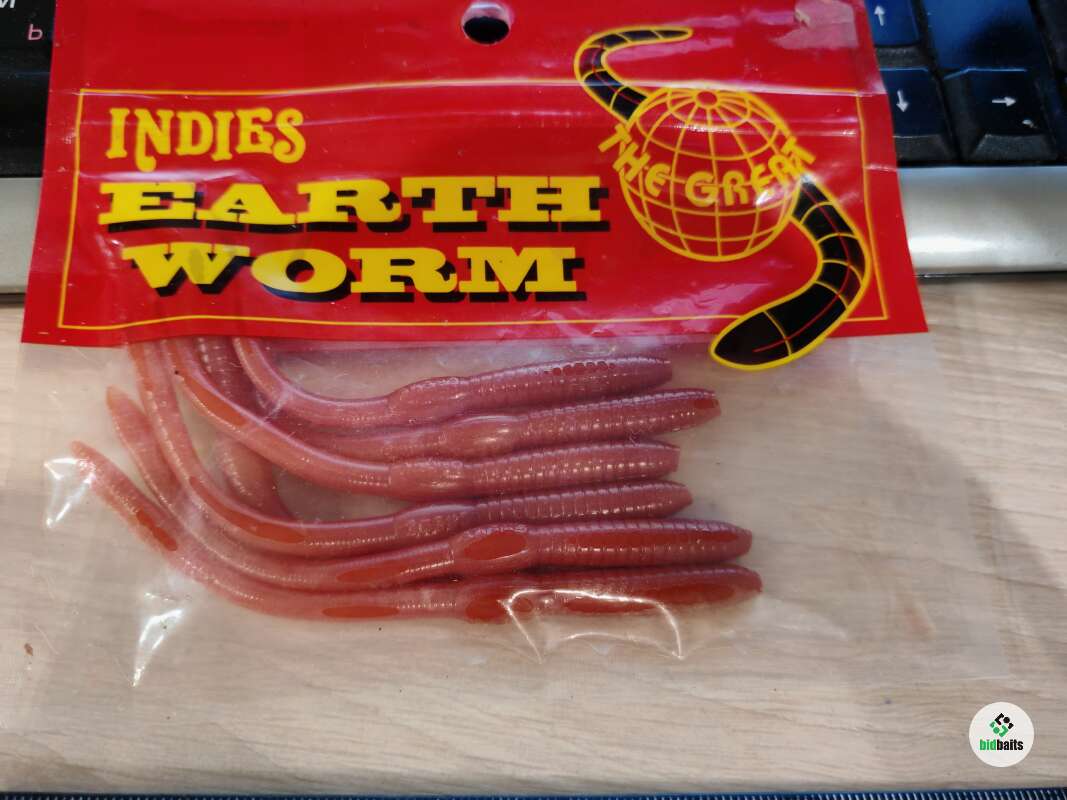 INDIES
EARTH
WORM
THE GREAT
ь
↑
↓
→
bidbaits